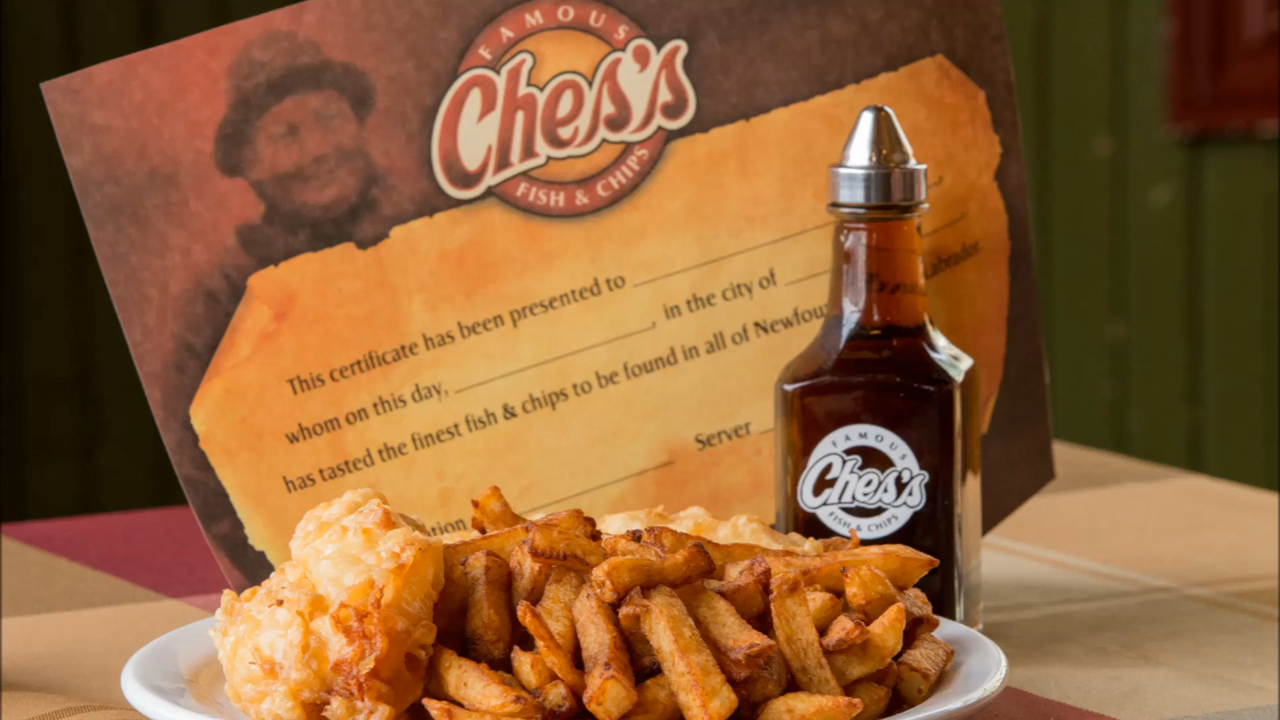 FAMOUS
Ches's
FISH & CHIPS
This certificate has been presented to
whom on this day, , in the city of
has tasted the finest fish & chips to be found in all of Labrador
Server
FAMOUS
Ches's
FISH & CHIPS